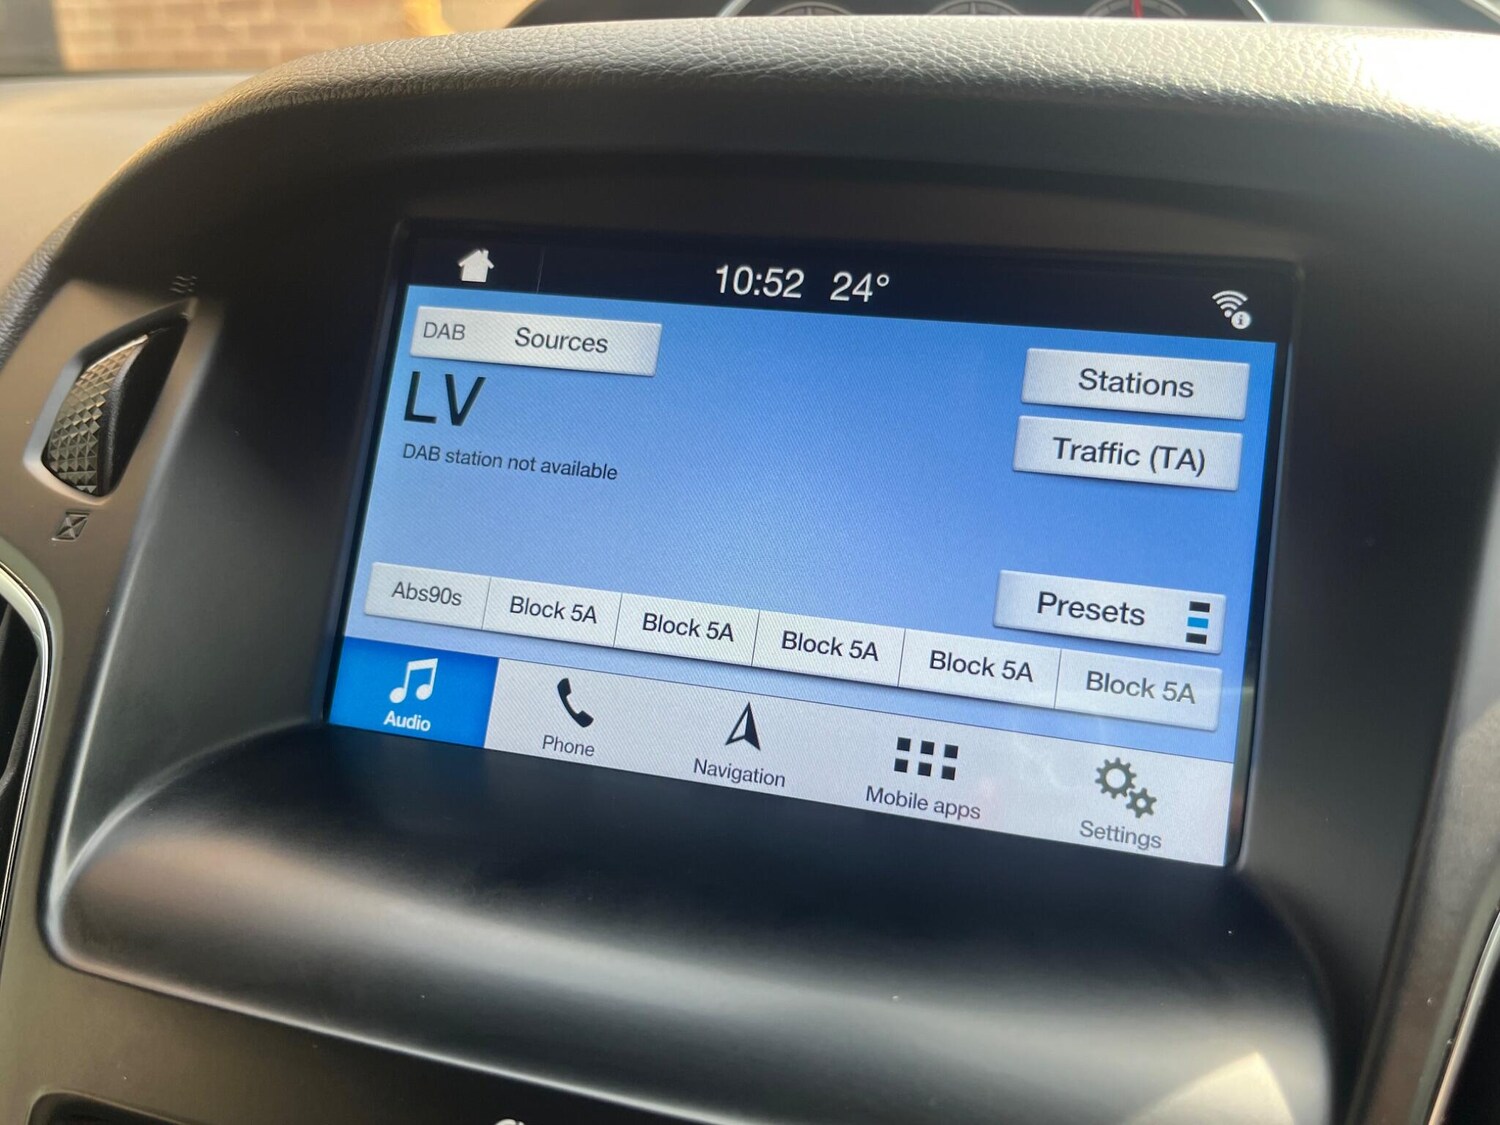 10:52 24°
DAB Sources
Stations
LV
Traffic (TA)
DAB station not available
Presets
Abs90s
Block 5A
Block 5A
Block 5A
Block 5A
Block 5A
Audio
Phone
Navigation
Mobile apps
Settings